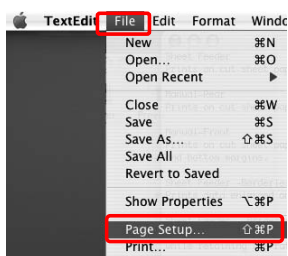 TextEdit File Edit Format Windo
New ⌘N
Open... ⌘O
Open Recent ▶
Close ⌘W
Save ⌘S
Save As... ⇧⌘S
Save All
Revert to Saved
Show Properties ⌥⌘P
Page Setup... ⇧⌘P
Print... ⌘P